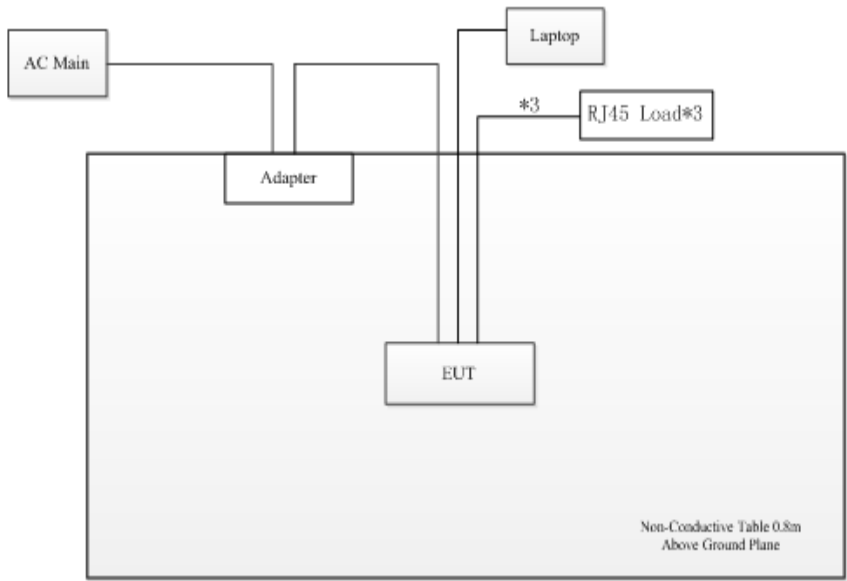 Laptop
AC Main
*3
RJ45 Load*3
Adapter
EUT
Non-Conductive Table 0.8m
Above Ground Plane